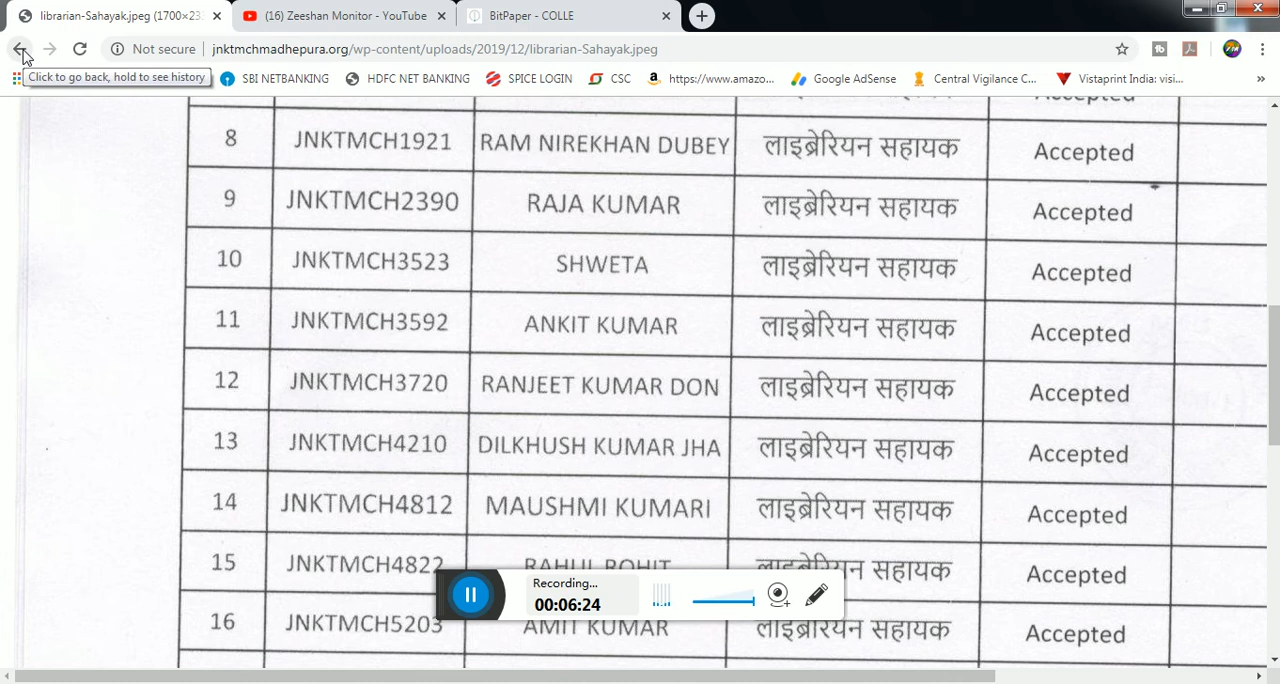 librarian-Sahayak.jpeg (1700×233
(16) Zeeshan Monitor - YouTube
BitPaper - COLLE
Not secure
jnktmchmadhepura.org/wp-content/uploads/2019/12/librarian-Sahayak.jpeg
Click to go back, hold to see history
SBI NETBANKING
HDFC NET BANKING
SPICE LOGIN
CSC
https://www.amazo...
Google AdSense
Central Vigilance C...
Vistaprint India: visi...
»
Accepted
8 JNKTMCH1921 RAM NIREKHAN DUBEY लाइब्रेरियन सहायक Accepted
9 JNKTMCH2390 RAJA KUMAR लाइब्रेरियन सहायक Accepted
10 JNKTMCH3523 SHWETA लाइब्रेरियन सहायक Accepted
11 JNKTMCH3592 ANKIT KUMAR लाइब्रेरियन सहायक Accepted
12 JNKTMCH3720 RANJEET KUMAR DON लाइब्रेरियन सहायक Accepted
13 JNKTMCH4210 DILKHUSH KUMAR JHA लाइब्रेरियन सहायक Accepted
14 JNKTMCH4812 MAUSHMI KUMARI लाइब्रेरियन सहायक Accepted
15 JNKTMCH4822 RAHUL ROHIT लाइब्रेरियन सहायक Accepted
Recording...
00:06:24
16 JNKTMCH5203 AMIT KUMAR लाइब्रेरियन सहायक Accepted